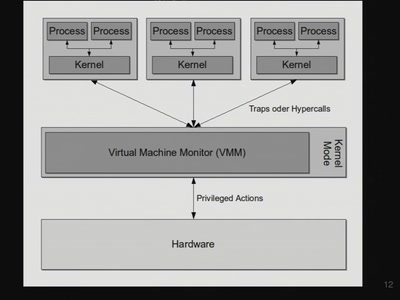 Process Process Process Process Process Process
Kernel Kernel Kernel
Traps oder Hypercalls
Virtual Machine Monitor (VMM)
Kernel
Mode
Privileged Actions
Hardware
12